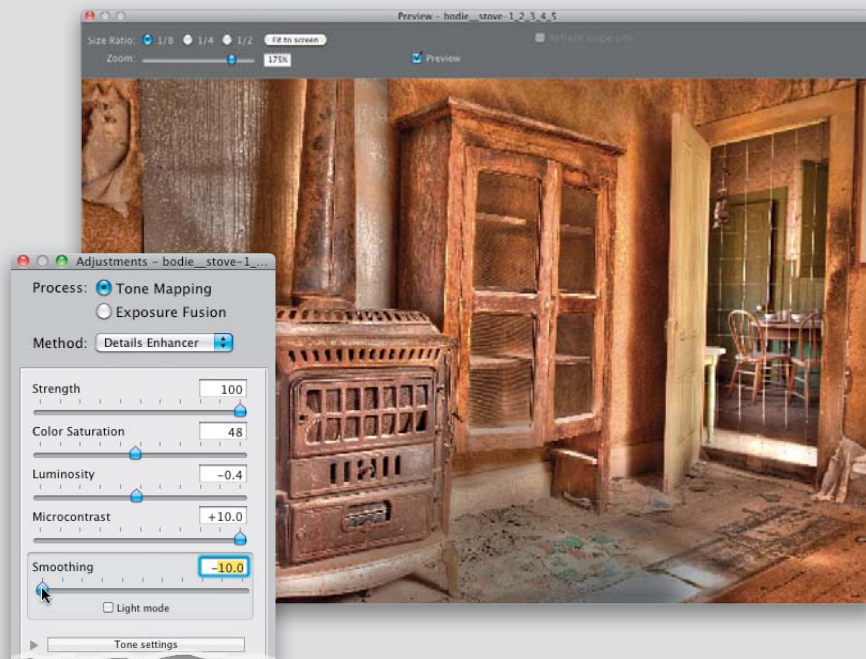 Preview - bodie__stove-1_2_3_4_5
Size Ratio: 1/8 1/4 1/2 Fit to screen
Zoom: 175% Preview
Adjustments - bodie__stove-1_...
Process: Tone Mapping
Exposure Fusion
Method: Details Enhancer
Strength 100
Color Saturation 48
Luminosity -0.4
Microcontrast +10.0
Smoothing -10.0
Light mode
Tone settings